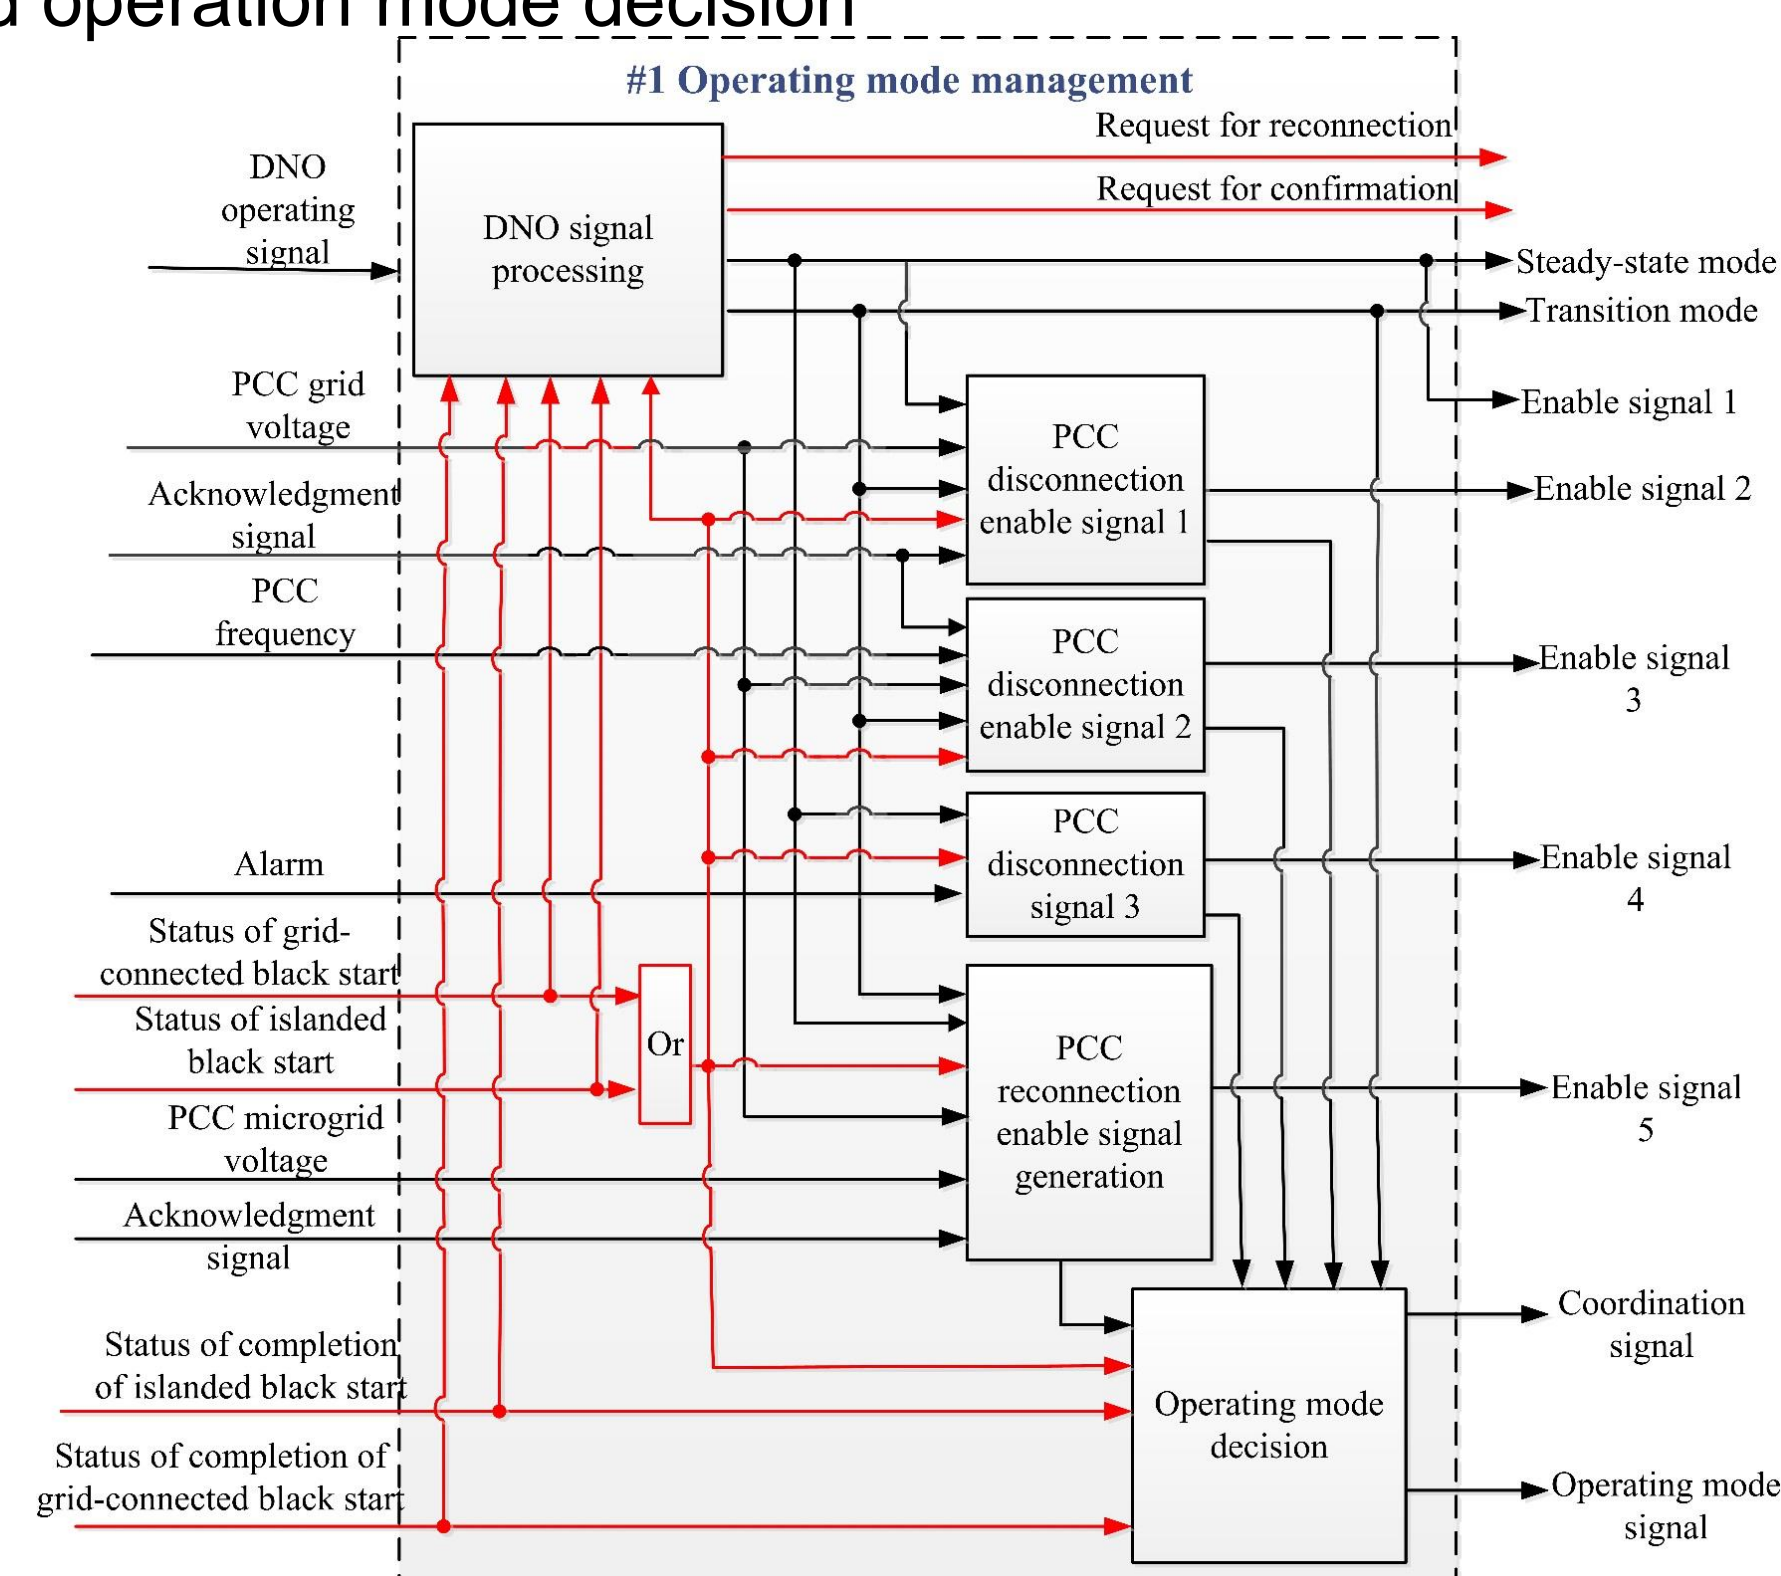 d operation mode decision
#1 Operating mode management
Request for reconnection
Request for confirmation
DNO
operating
signal
DNO signal
processing
Steady-state mode
Transition mode
PCC grid
voltage
Enable signal 1
PCC
disconnection
enable signal 1
Acknowledgment
signal
Enable signal 2
PCC
frequency
PCC
disconnection
enable signal 2
Enable signal
3
PCC
disconnection
signal 3
Alarm
Enable signal
4
Status of grid-
connected black start
Status of islanded
black start
Or
PCC
reconnection
enable signal
generation
Enable signal
5
PCC microgrid
voltage
Acknowledgment
signal
Coordination
signal
Status of completion
of islanded black start
Operating mode
decision
Status of completion of
grid-connected black start
Operating mode
signal